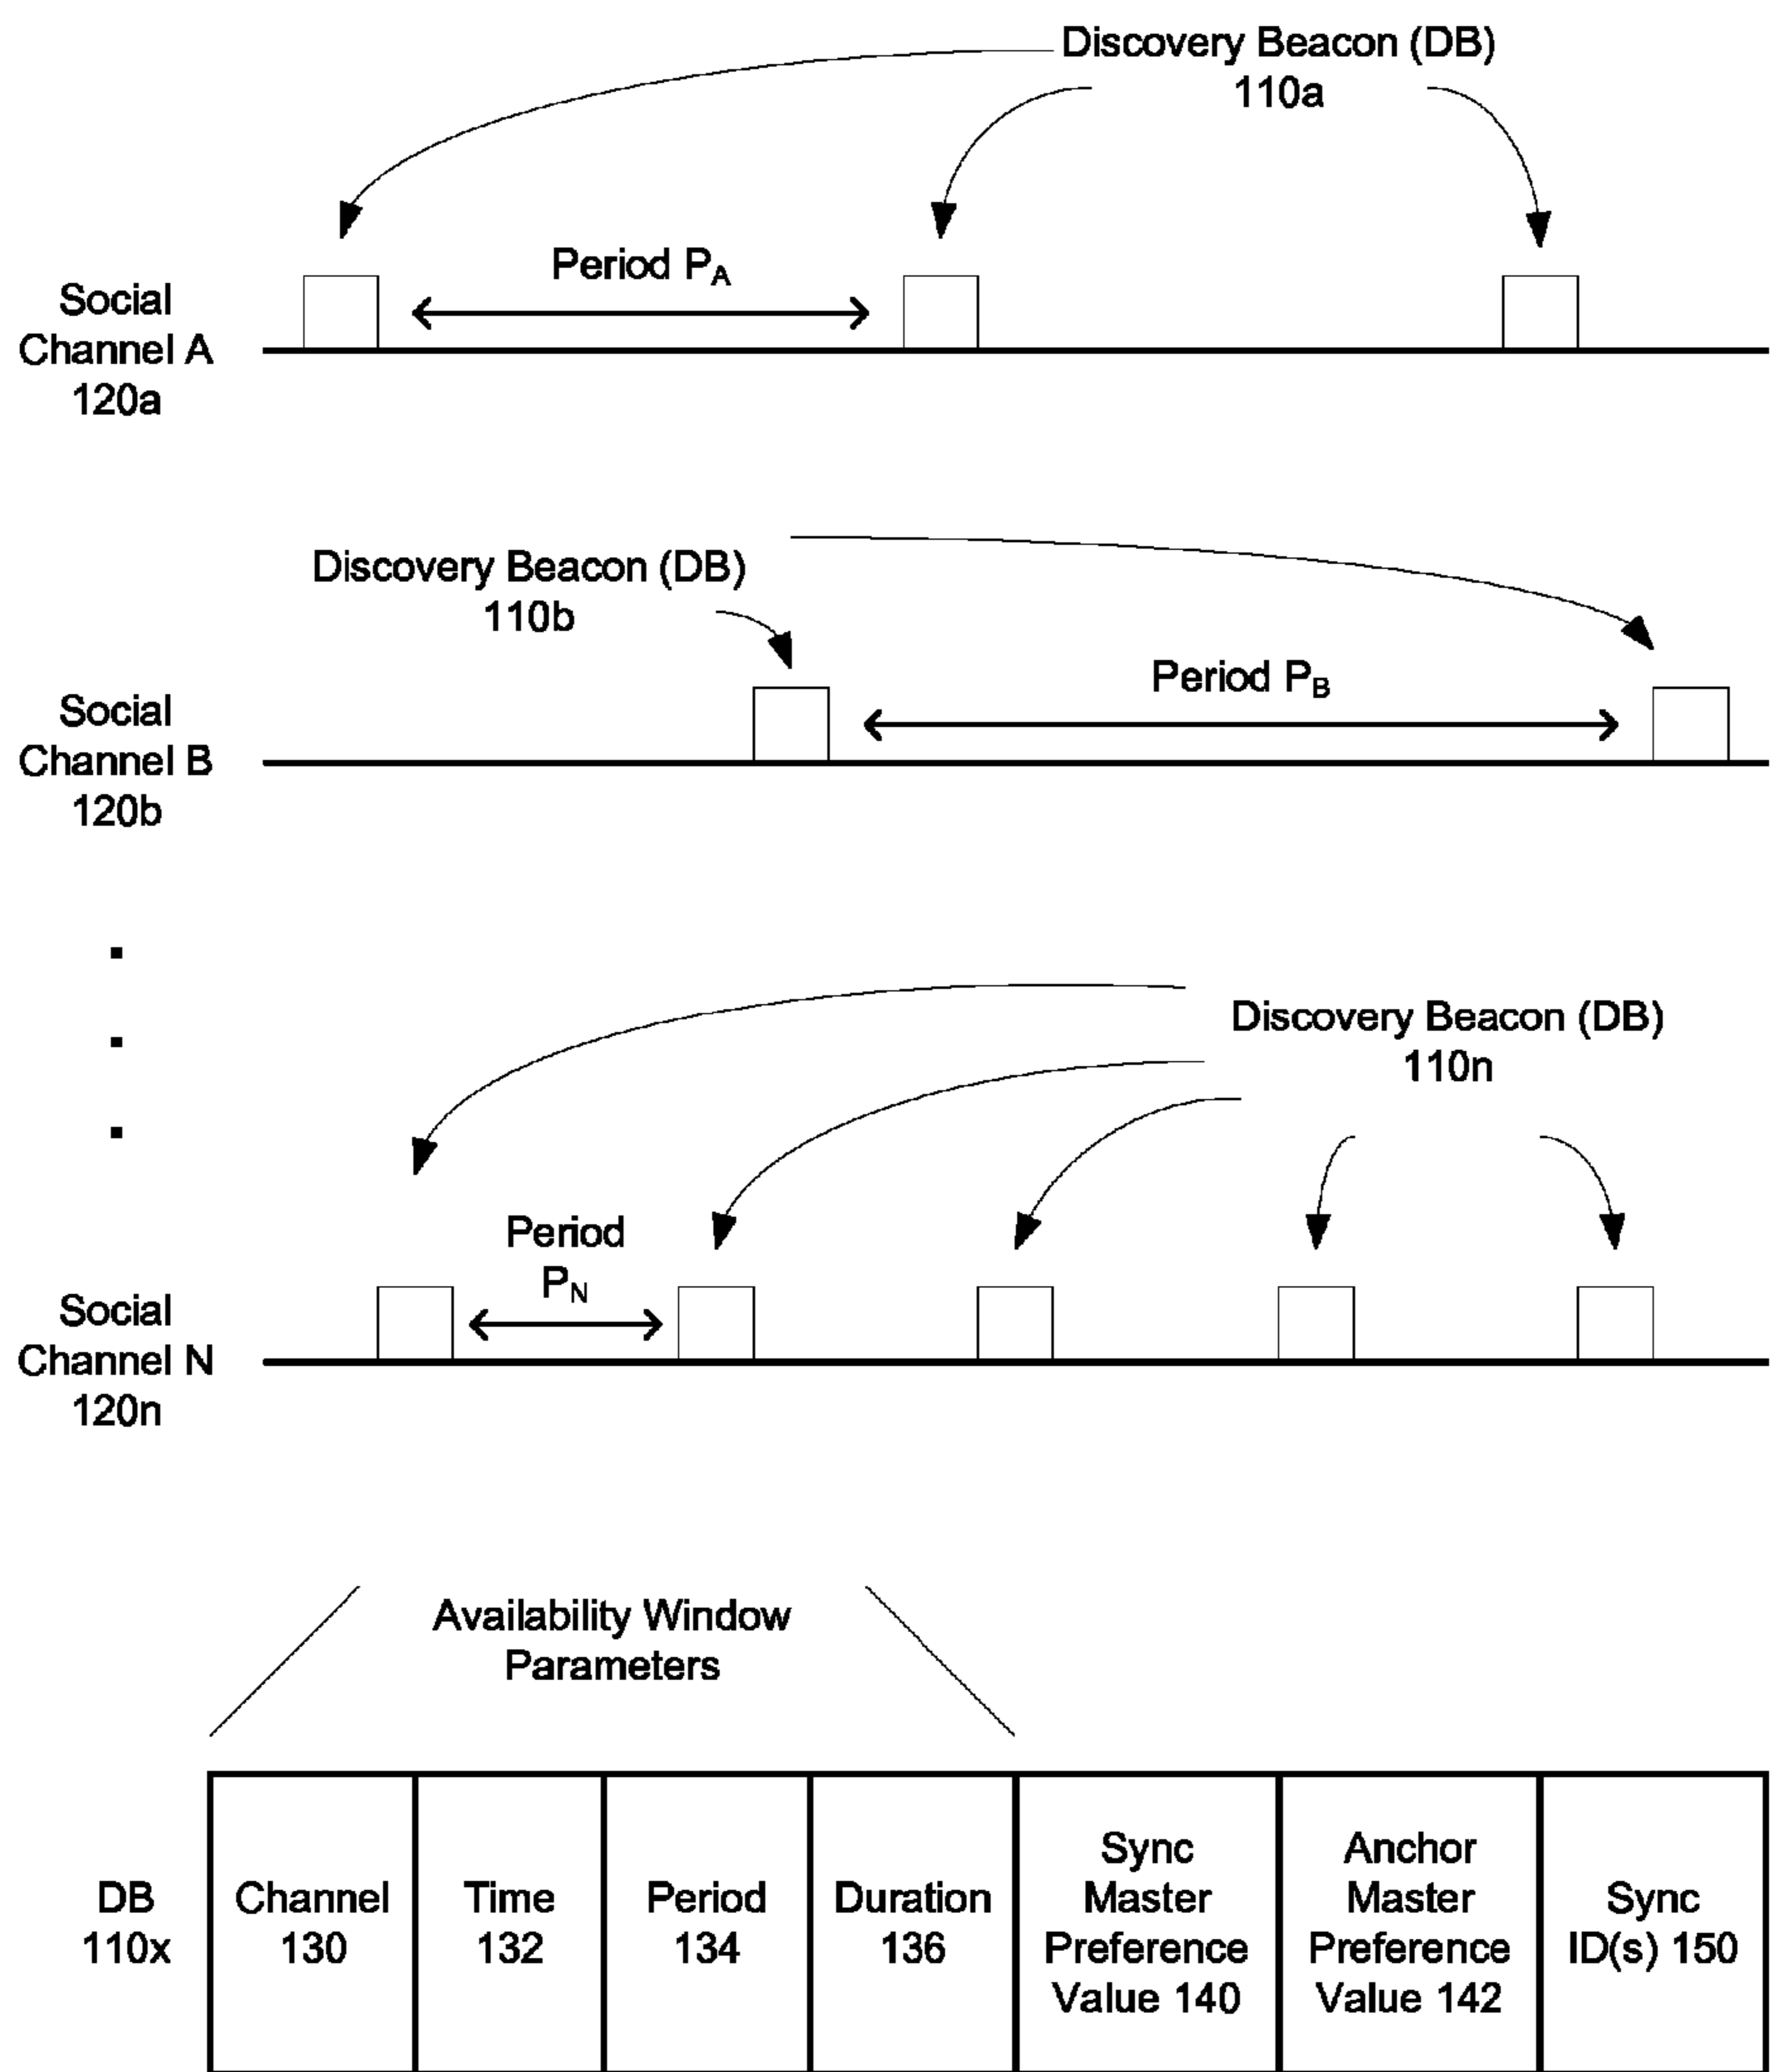 Discovery Beacon (DB)
110a
Period PA
Social
Channel A
120a
Discovery Beacon (DB)
110b
Period PB
Social
Channel B
120b
Discovery Beacon (DB)
110n
Period
PN
Social
Channel N
120n
Availability Window
Parameters
DB
110x
Channel
130
Time
132
Period
134
Duration
136
Sync
Master
Preference
Value 140
Anchor
Master
Preference
Value 142
Sync
ID(s) 150